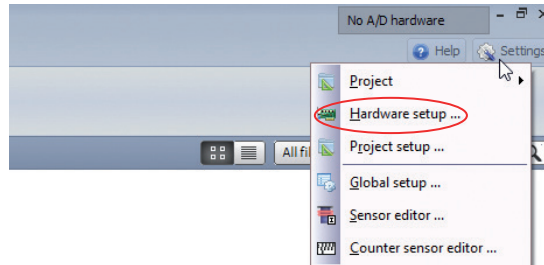 No A/D hardware
Help Settings
Project
Hardware setup ...
Project setup ...
All fil
Global setup ...
Sensor editor ...
Counter sensor editor ...